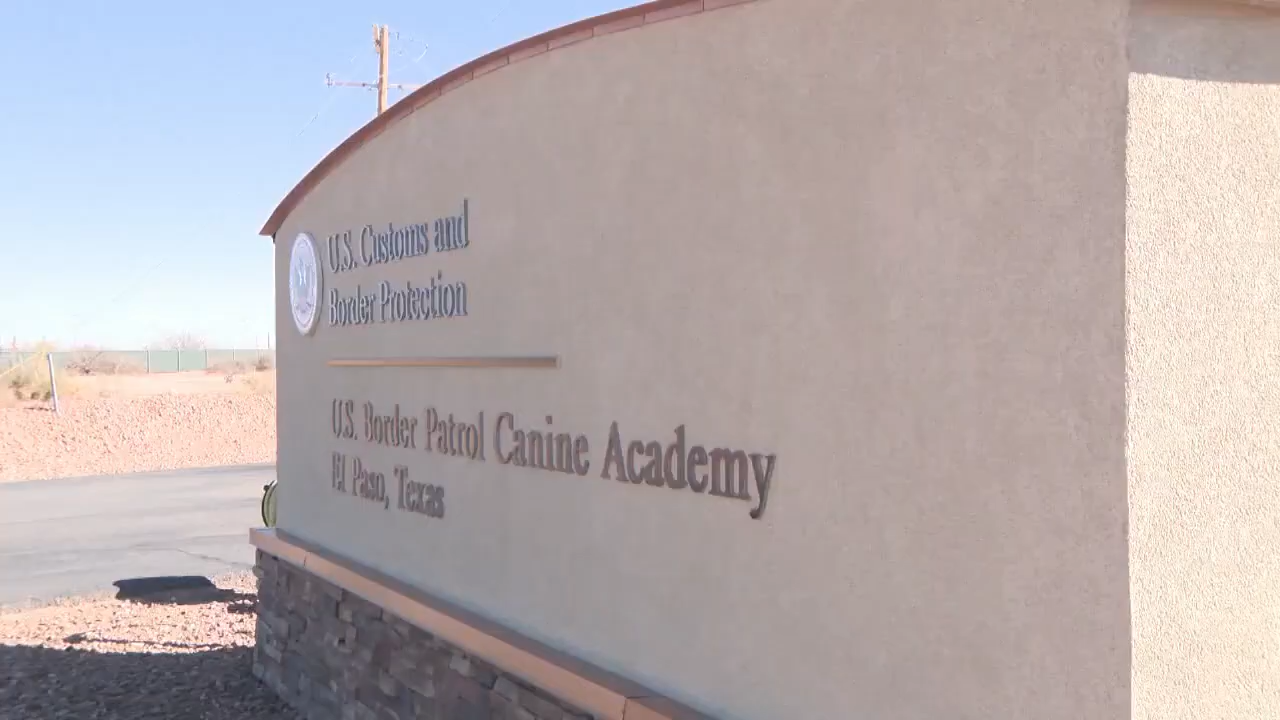 U.S. Customs and
Border Protection
U.S. Border Patrol Canine Academy
El Paso, Texas